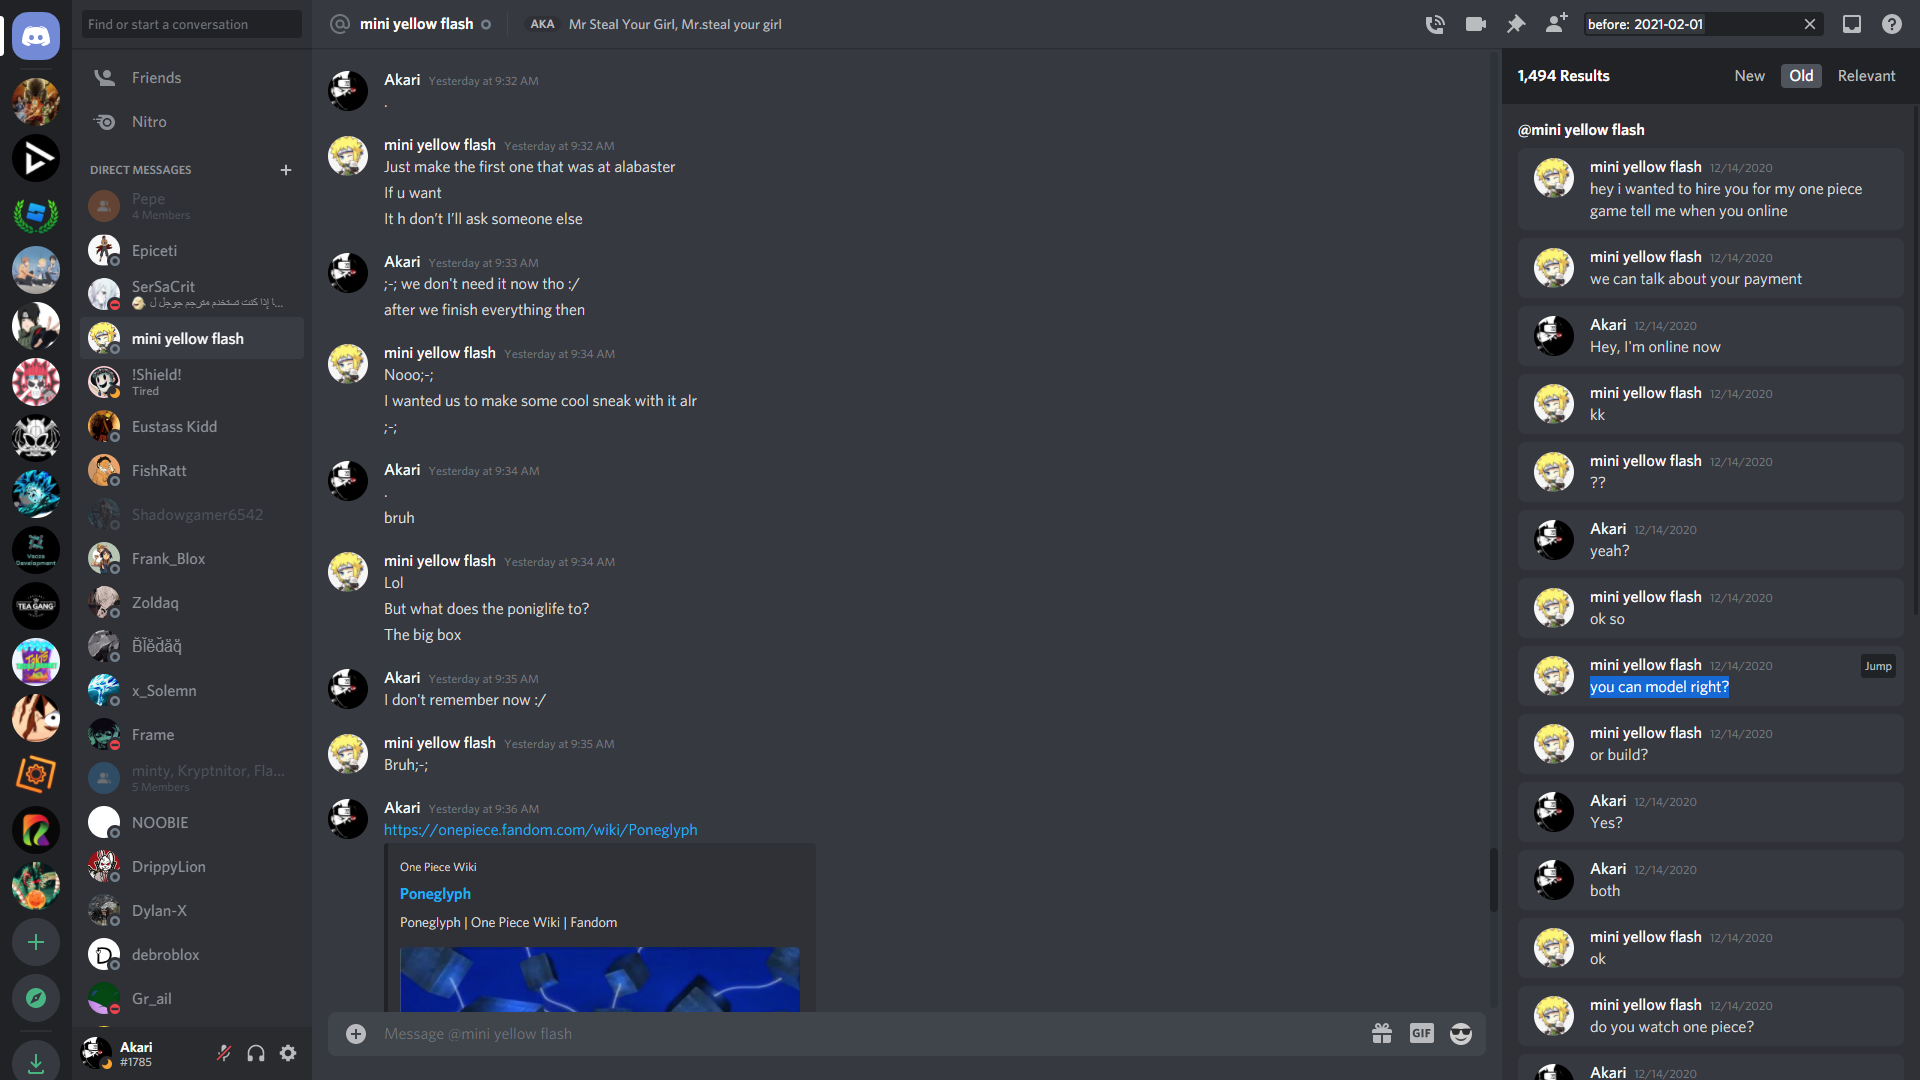 Find or start a conversation
Friends
Nitro
DIRECT MESSAGES
Pepe
4 Members
Epiceti
SerSaCrit
ا إذا كنت تستخدم مترجم جوجل ل...
mini yellow flash
!Shield!
Tired
Eustass Kidd
FishRatt
Shadowgamer6542
Frank_Blox
Zoldaq
x_Solemn
Frame
minty, Kryptnitor, Fla...
5 Members
NOOBIE
DrippyLion
Dylan-X
debroblox
Gr_ail
Akari
#1785
TEA GANG
mini yellow flash
AKA Mr Steal Your Girl, Mr.steal your girl
Akari Yesterday at 9:32 AM
.
mini yellow flash Yesterday at 9:32 AM
Just make the first one that was at alabaster
If u want
It h don't I'll ask someone else
Akari Yesterday at 9:33 AM
;-; we don't need it now tho :/
after we finish everything then
mini yellow flash Yesterday at 9:34 AM
Nooo;-;
I wanted us to make some cool sneak with it alr
;-;
Akari Yesterday at 9:34 AM
.
bruh
mini yellow flash Yesterday at 9:34 AM
Lol
But what does the poniglife to?
The big box
Akari Yesterday at 9:35 AM
I don't remember now :/
mini yellow flash Yesterday at 9:35 AM
Bruh;-;
Akari Yesterday at 9:36 AM
https://onepiece.fandom.com/wiki/Poneglyph
One Piece Wiki
Poneglyph
Poneglyph | One Piece Wiki | Fandom
Message @mini yellow flash
GIF
before: 2021-02-01
1,494 Results
New Old Relevant
@mini yellow flash
mini yellow flash 12/14/2020
hey i wanted to hire you for my one piece
game tell me when you online
mini yellow flash 12/14/2020
we can talk about your payment
Akari 12/14/2020
Hey, I'm online now
mini yellow flash 12/14/2020
kk
mini yellow flash 12/14/2020
??
Akari 12/14/2020
yeah?
mini yellow flash 12/14/2020
ok so
mini yellow flash 12/14/2020
Jump
you can model right?
mini yellow flash 12/14/2020
or build?
Akari 12/14/2020
Yes?
Akari 12/14/2020
both
mini yellow flash 12/14/2020
ok
mini yellow flash 12/14/2020
do you watch one piece?
Akari 12/14/2020